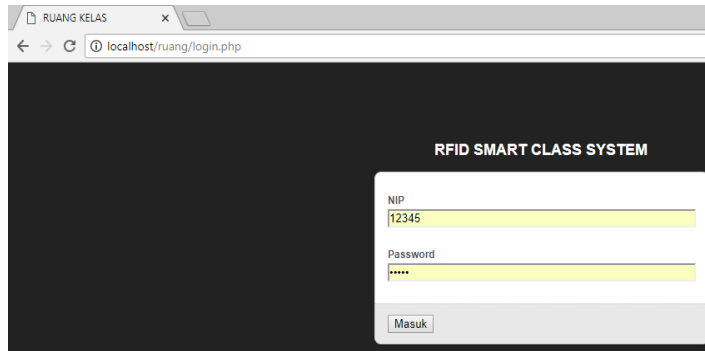 RUANG KELAS
localhost/ruang/login.php
RFID SMART CLASS SYSTEM
NIP
12345
Password
•••••
Masuk